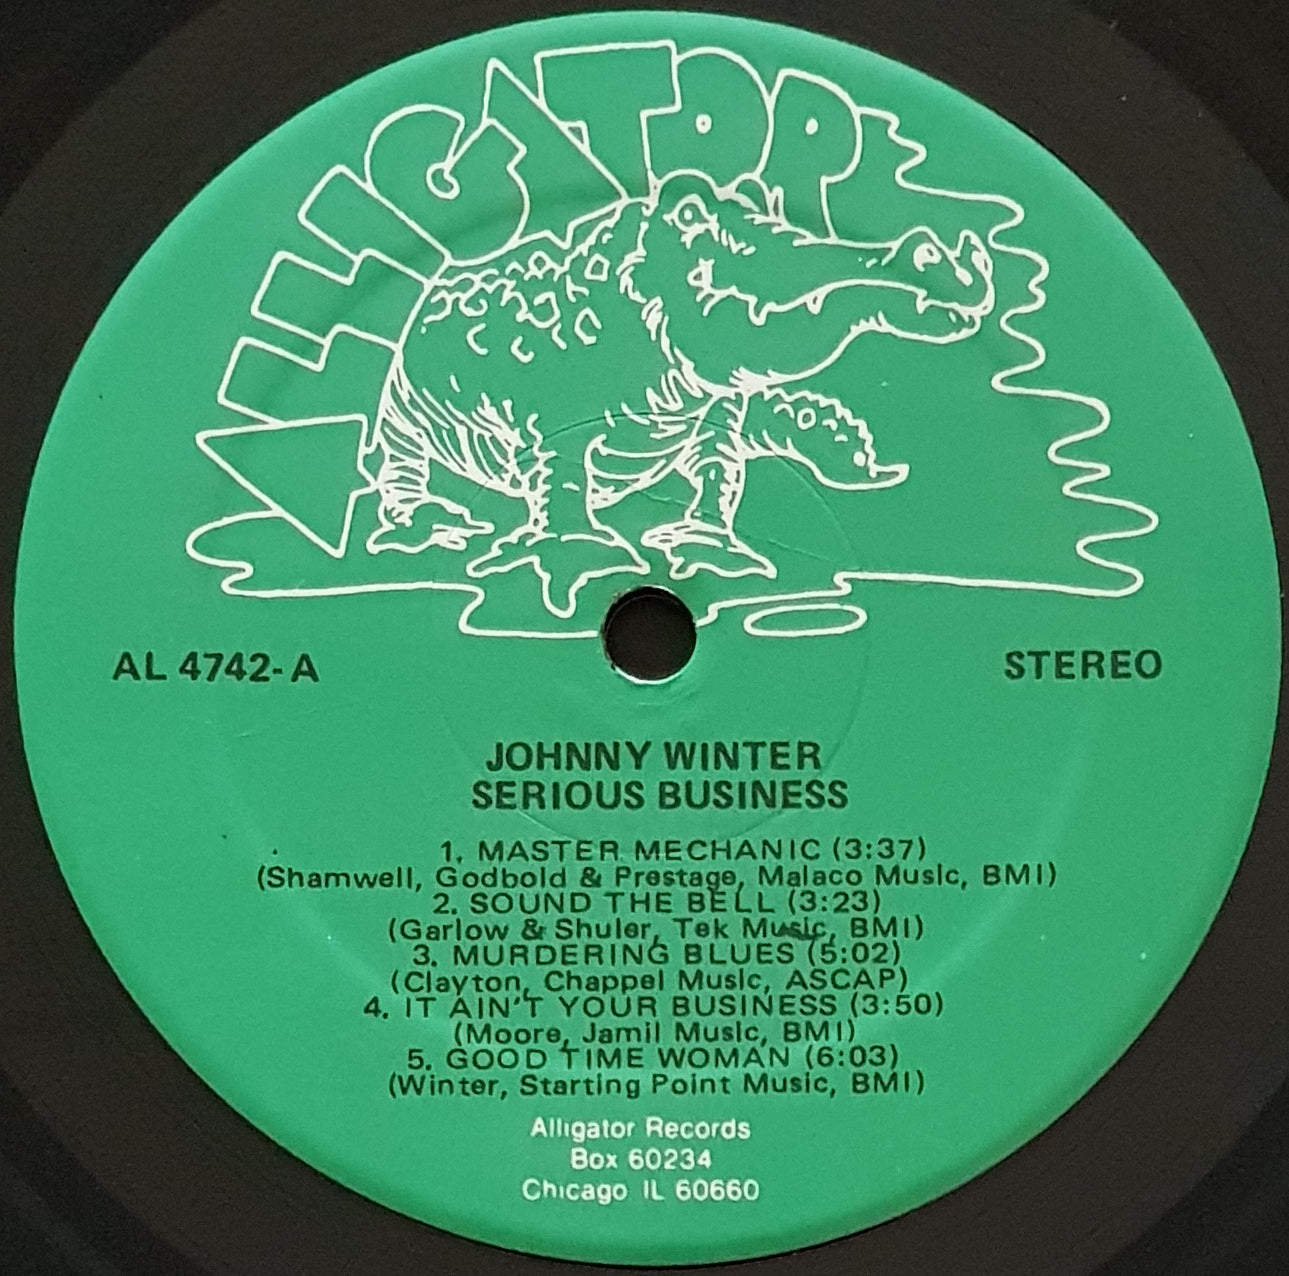 ALLIGATOR
AL 4742-A
STEREO
JOHNNY WINTER
SERIOUS BUSINESS
1. MASTER MECHANIC (3:37)
(Shamwell, Godbold & Prestage, Malaco Music, BMI)
2. SOUND THE BELL (3:23)
(Garlow & Shuler, Tek Music, BMI)
3. MURDERING BLUES (5:02)
(Clayton, Chappel Music, ASCAP)
4. IT AIN'T YOUR BUSINESS (3:50)
(Moore, Jamil Music, BMI)
5. GOOD TIME WOMAN (6:03)
(Winter, Starting Point Music, BMI)
Alligator Records
Box 60234
Chicago IL 60660